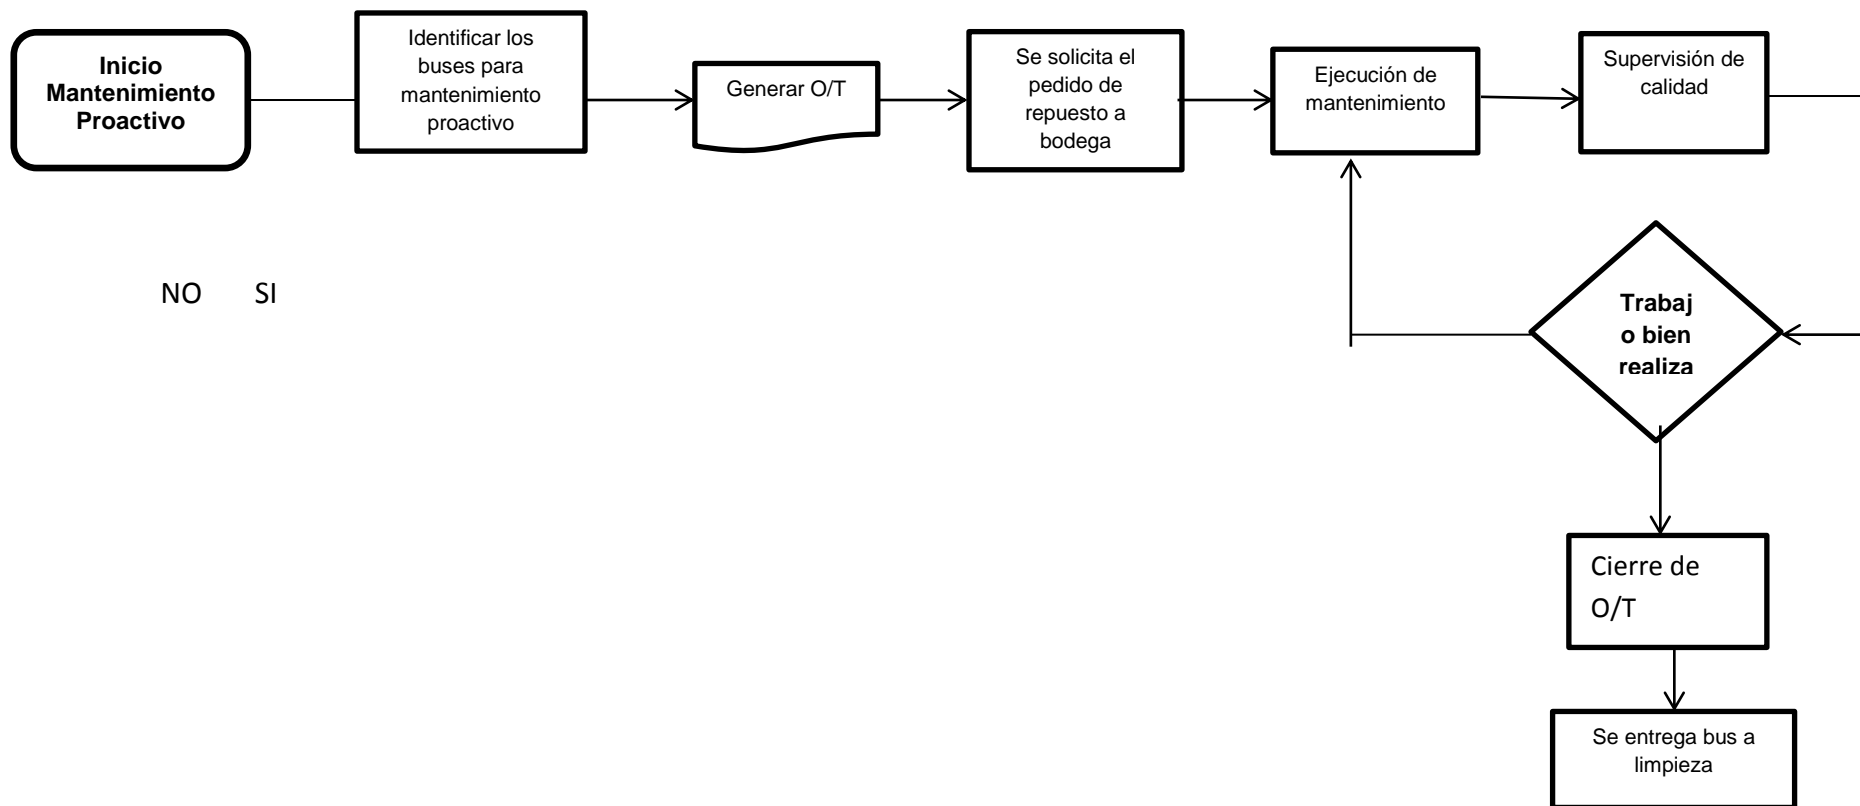 Inicio
Mantenimiento
Proactivo
Identificar los
buses para
mantenimiento
proactivo
Generar O/T
Se solicita el
pedido de
repuesto a
bodega
Ejecución de
mantenimiento
Supervisión de
calidad
NO SI
Trabaj
o bien
realiza
Cierre de
O/T
Se entrega bus a
limpieza